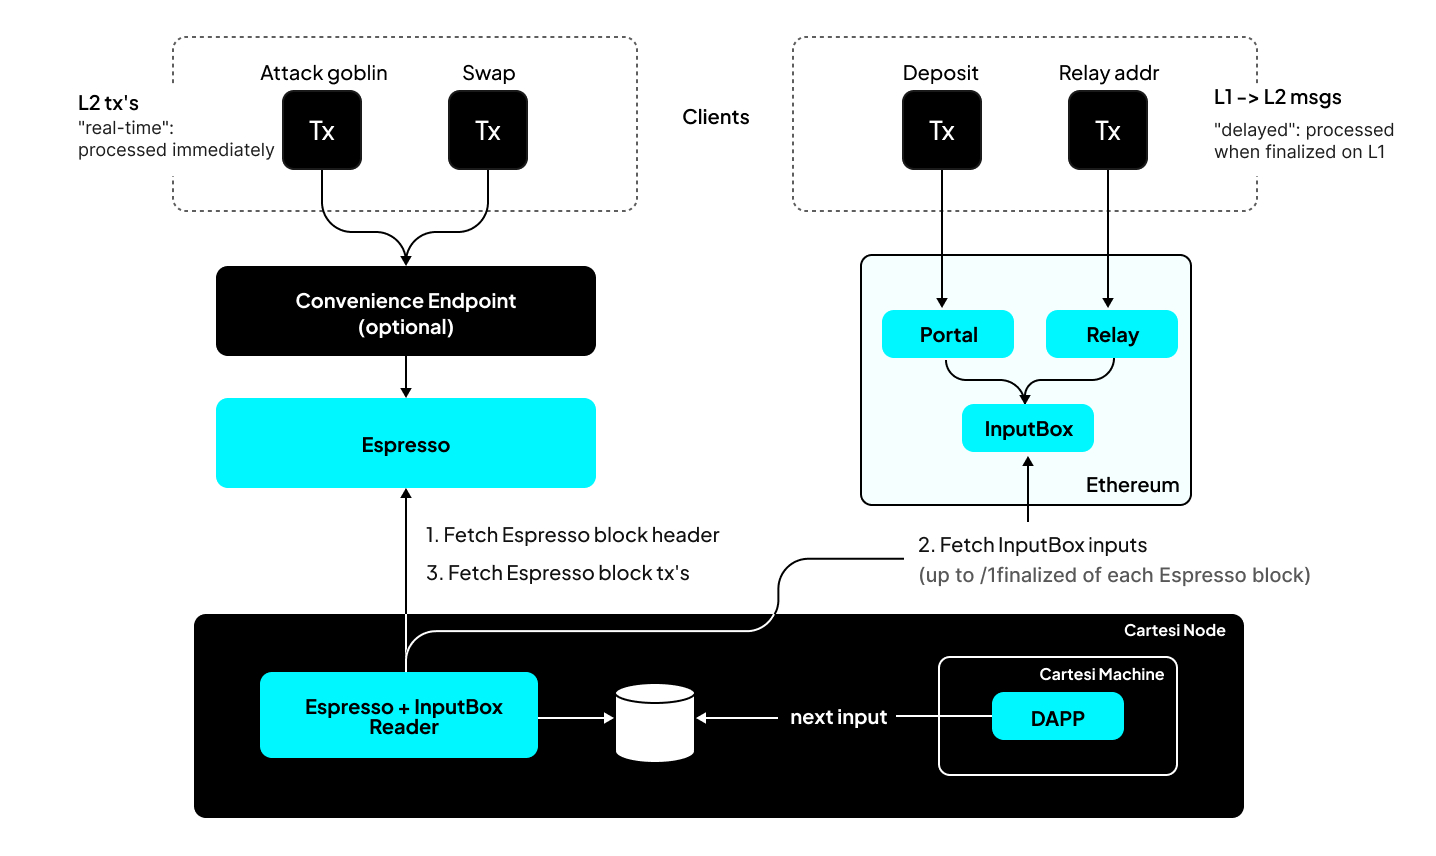 Attack goblin
Swap
L2 tx's
"real-time":
processed immediately
Tx
Tx
Clients
Deposit
Relay addr
Tx
Tx
L1 -> L2 msgs
"delayed": processed
when finalized on L1
Convenience Endpoint
(optional)
Espresso
Portal
Relay
InputBox
Ethereum
1. Fetch Espresso block header
3. Fetch Espresso block tx's
2. Fetch InputBox inputs
(up to /1finalized of each Espresso block)
Cartesi Node
Espresso + InputBox
Reader
next input
Cartesi Machine
DAPP